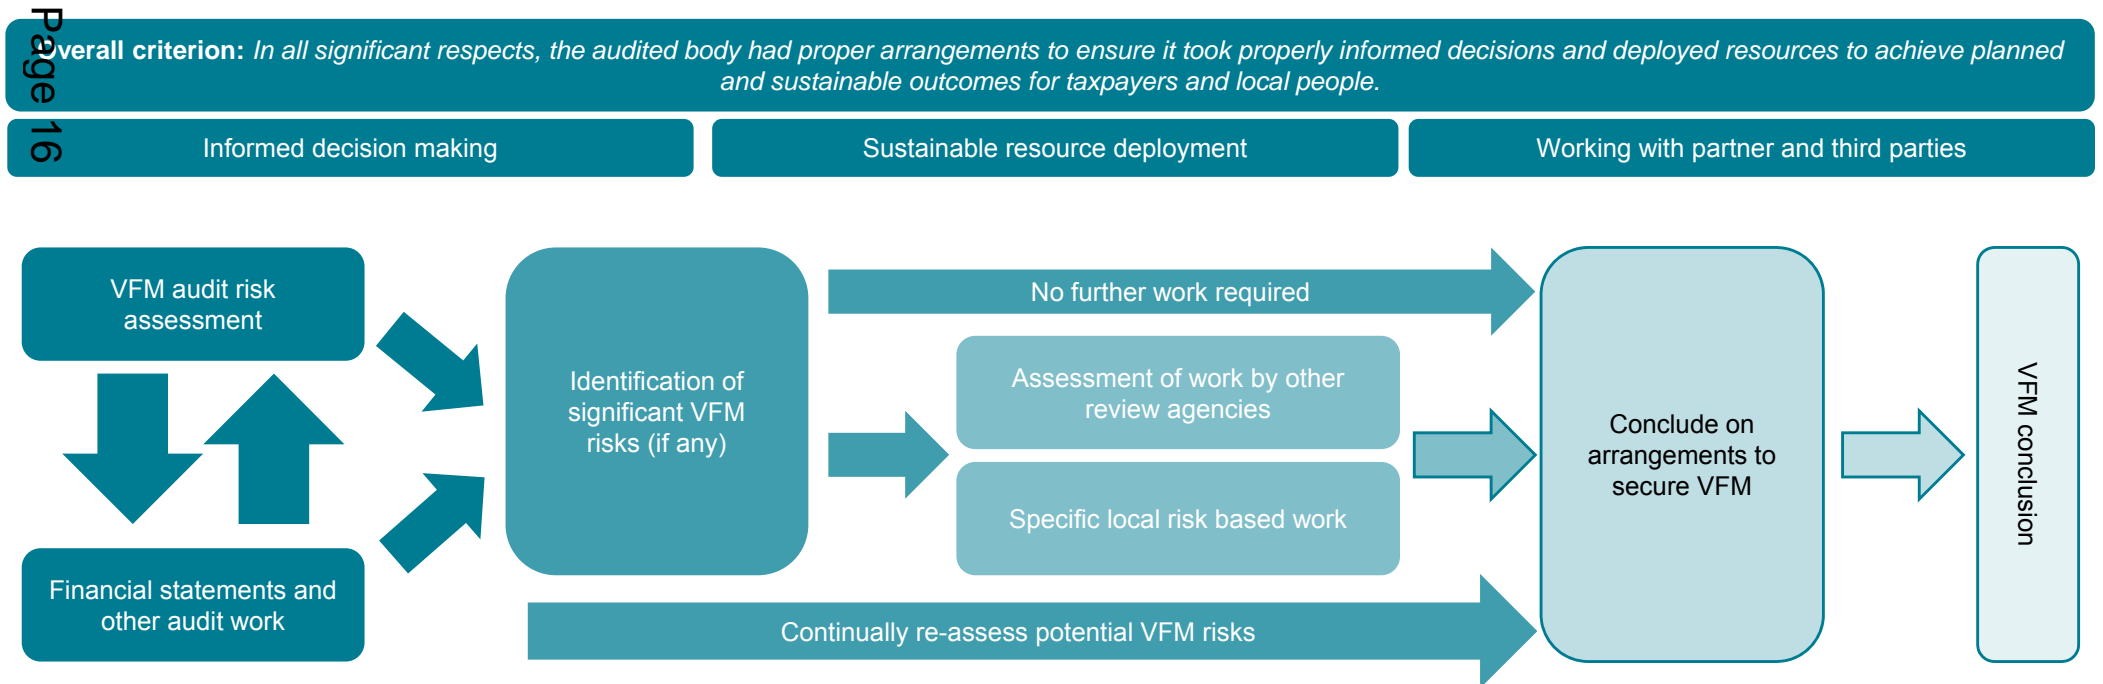 Page 16
Overall criterion: In all significant respects, the audited body had proper arrangements to ensure it took properly informed decisions and deployed resources to achieve planned
and sustainable outcomes for taxpayers and local people.
Informed decision making
Sustainable resource deployment
Working with partner and third parties
VFM audit risk
assessment
Financial statements and
other audit work
Identification of
significant VFM
risks (if any)
No further work required
Assessment of work by other
review agencies
Specific local risk based work
Continually re-assess potential VFM risks
Conclude on
arrangements to
secure VFM
VFM conclusion